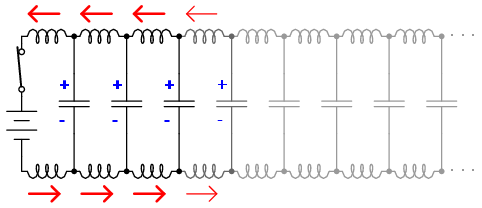 + + + +
- - - -